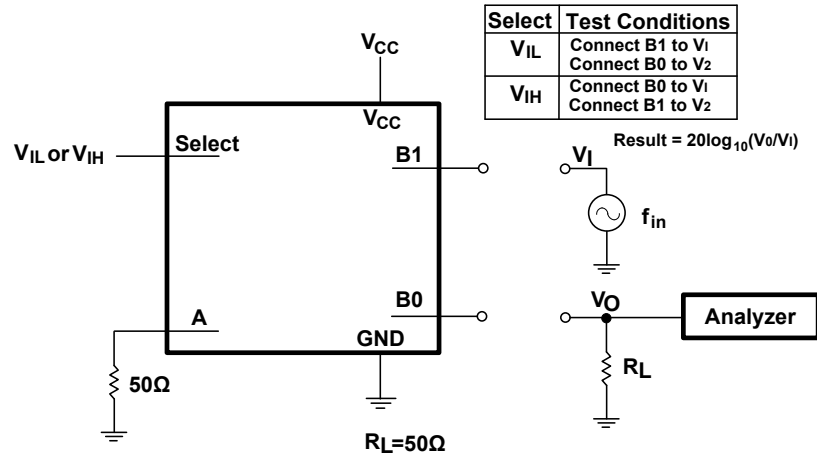 Select Test Conditions
VIL Connect B1 to VI
Connect B0 to V2
VIH Connect B0 to VI
Connect B1 to V2
Result = 20log10(V0/VI)
VCC
VCC
VIL or VIH
Select
B1
VI
fin
B0
VO
Analyzer
A
GND
RL
50Ω
RL=50Ω